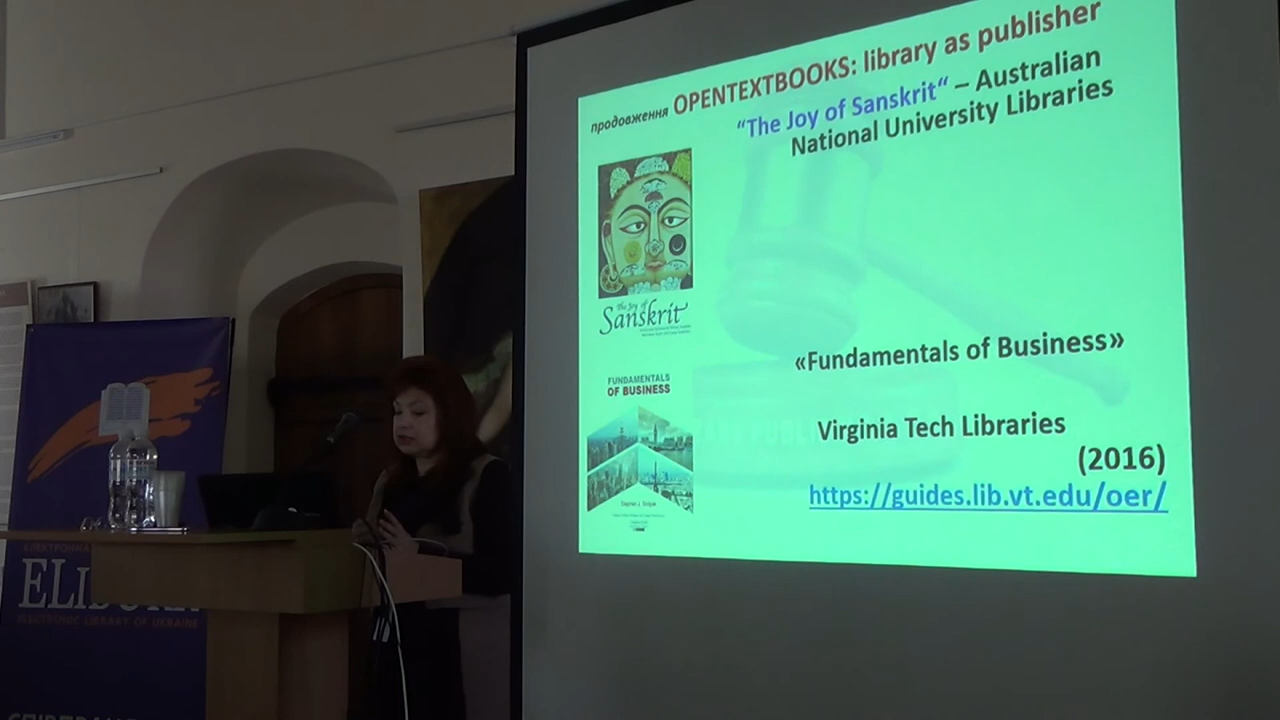 продовження OPENTEXTBOOKS: library as publisher
“The Joy of Sanskrit“ – Australian
National University Libraries
The Joy of
Sanskrit
«Fundamentals of Business»
FUNDAMENTALS
OF BUSINESS
Virginia Tech Libraries
(2016)
https://guides.lib.vt.edu/oer/
ЕЛЕКТРОННА
ELECTRONIC LIBRARY OF UKRAINE